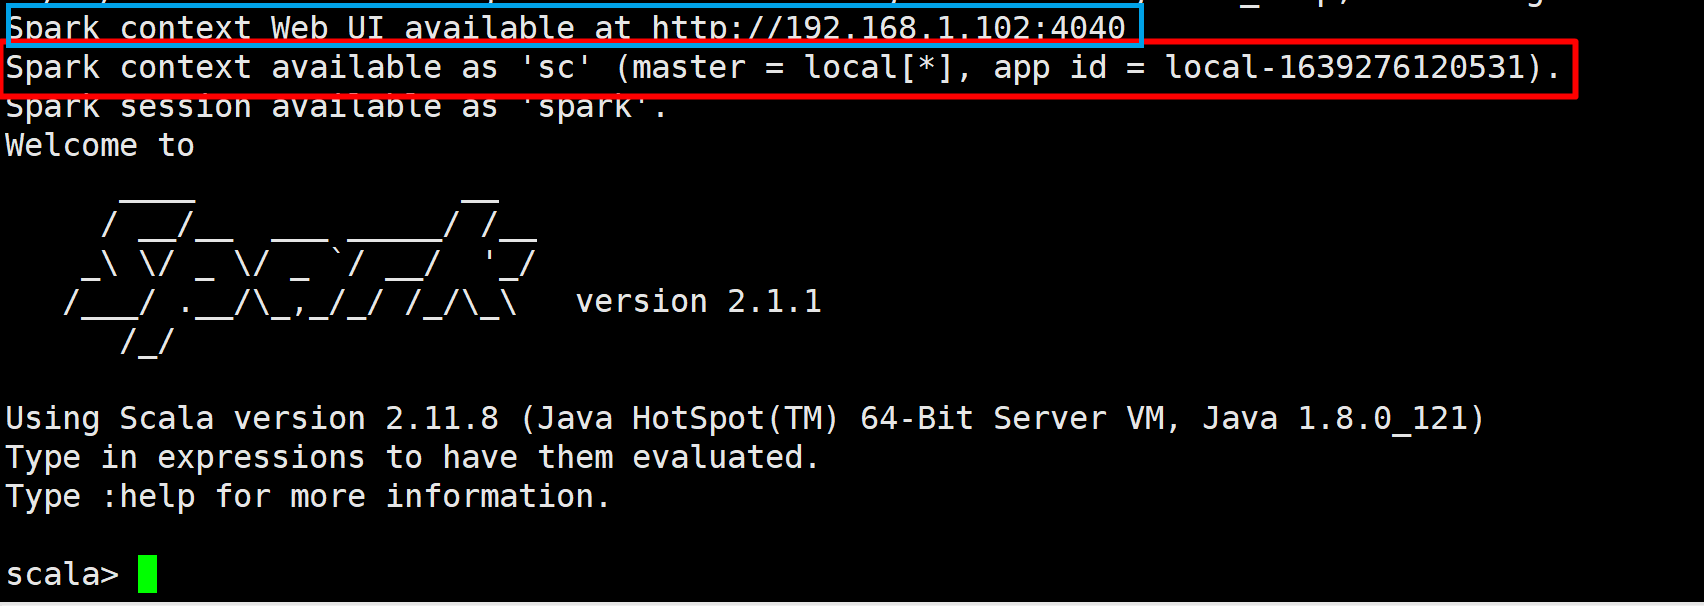 Spark context Web UI available at http://192.168.1.102:4040
Spark context available as 'sc' (master = local[*], app id = local-1639276120531).
Spark session available as 'spark'.
Welcome to
      ____              __
     / __/__  ___ _____/ /__
    _\ \/ _ \/ _ `/ __/  '_/
   /___/ .__/\_,_/_/ /_/\_\   version 2.1.1
      /_/
Using Scala version 2.11.8 (Java HotSpot(TM) 64-Bit Server VM, Java 1.8.0_121)
Type in expressions to have them evaluated.
Type :help for more information.
scala>